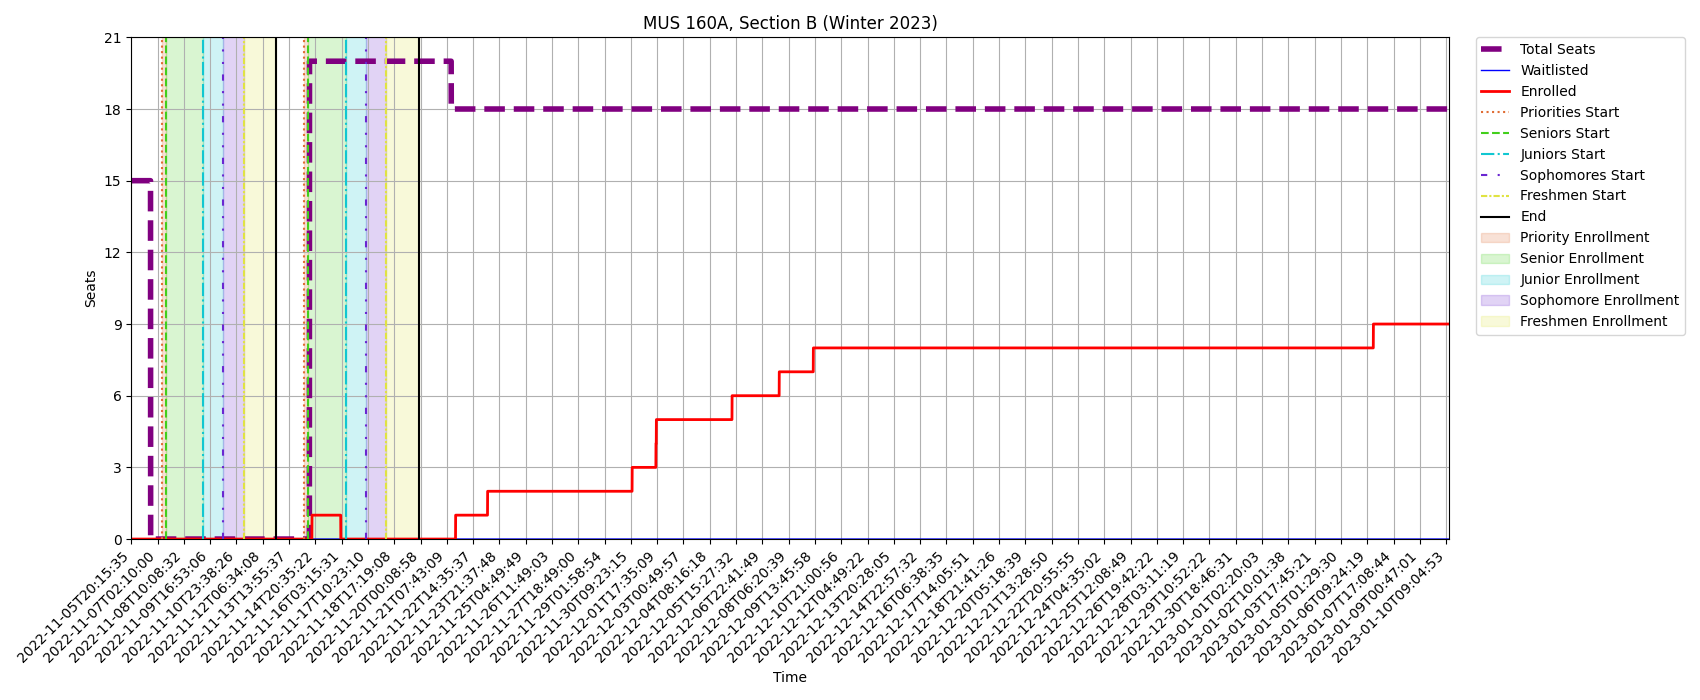 MUS 160A, Section B (Winter 2023)
21
18
15
12
9
6
3
0
Seats
2022-11-05T20:15:35
2022-11-07T02:10:00
2022-11-08T10:08:32
2022-11-09T16:53:06
2022-11-10T23:38:26
2022-11-12T06:34:08
2022-11-13T13:55:37
2022-11-14T20:35:22
2022-11-16T03:15:31
2022-11-17T10:23:10
2022-11-18T17:19:08
2022-11-20T00:08:58
2022-11-21T07:43:09
2022-11-22T14:35:37
2022-11-23T21:37:48
2022-11-25T04:49:49
2022-11-26T11:49:03
2022-11-27T18:49:00
2022-11-29T01:58:54
2022-11-30T09:23:15
2022-12-01T17:35:09
2022-12-03T00:49:57
2022-12-04T08:16:18
2022-12-05T15:27:32
2022-12-06T22:41:49
2022-12-08T06:20:39
2022-12-09T13:45:58
2022-12-10T21:00:56
2022-12-12T04:49:22
2022-12-13T20:28:05
2022-12-14T22:57:32
2022-12-16T06:38:35
2022-12-17T14:05:51
2022-12-18T21:41:26
2022-12-20T05:18:39
2022-12-21T13:28:50
2022-12-22T20:55:55
2022-12-24T04:35:02
2022-12-25T12:08:49
2022-12-26T19:42:22
2022-12-28T03:11:19
2022-12-29T10:52:22
2022-12-30T18:46:31
2023-01-01T02:20:03
2023-01-02T10:01:38
2023-01-03T17:45:21
2023-01-05T01:29:30
2023-01-06T09:24:19
2023-01-07T17:08:44
2023-01-09T00:47:01
2023-01-10T09:04:53
Time
Total Seats
Waitlisted
Enrolled
Priorities Start
Seniors Start
Juniors Start
Sophomores Start
Freshmen Start
End
Priority Enrollment
Senior Enrollment
Junior Enrollment
Sophomore Enrollment
Freshmen Enrollment